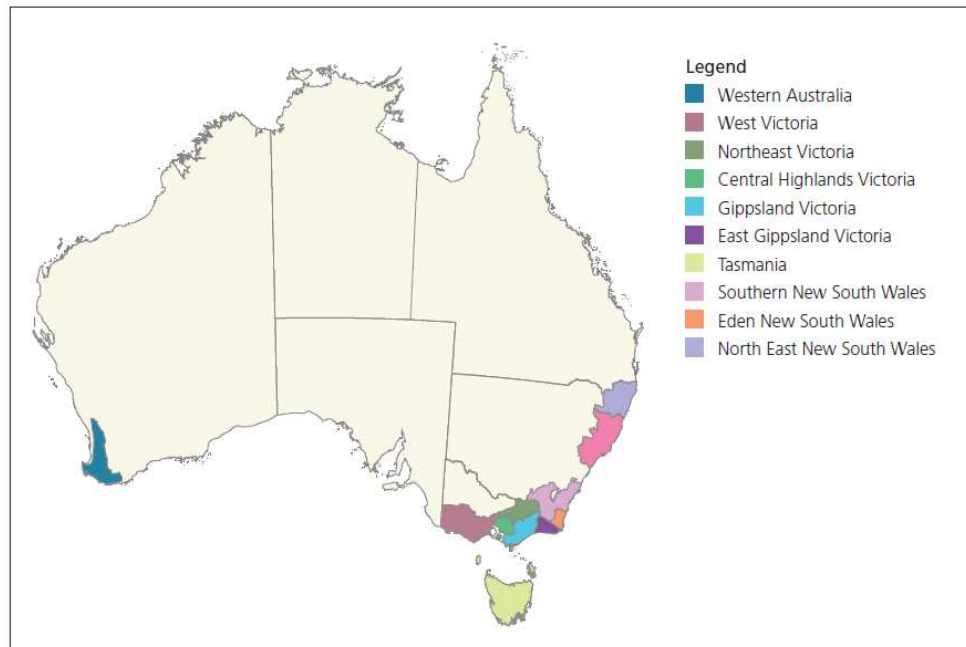 Legend
Western Australia
West Victoria
Northeast Victoria
Central Highlands Victoria
Gippsland Victoria
East Gippsland Victoria
Tasmania
Southern New South Wales
Eden New South Wales
North East New South Wales